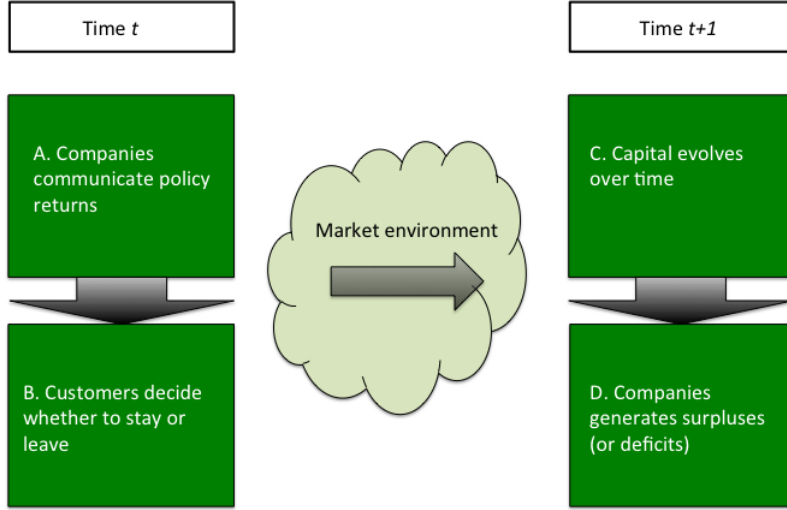 Time t
Time t+1
A. Companies
communicate policy
returns
C. Capital evolves
over time
Market environment
B. Customers decide
whether to stay or
leave
D. Companies
generates surpluses
(or deficits)